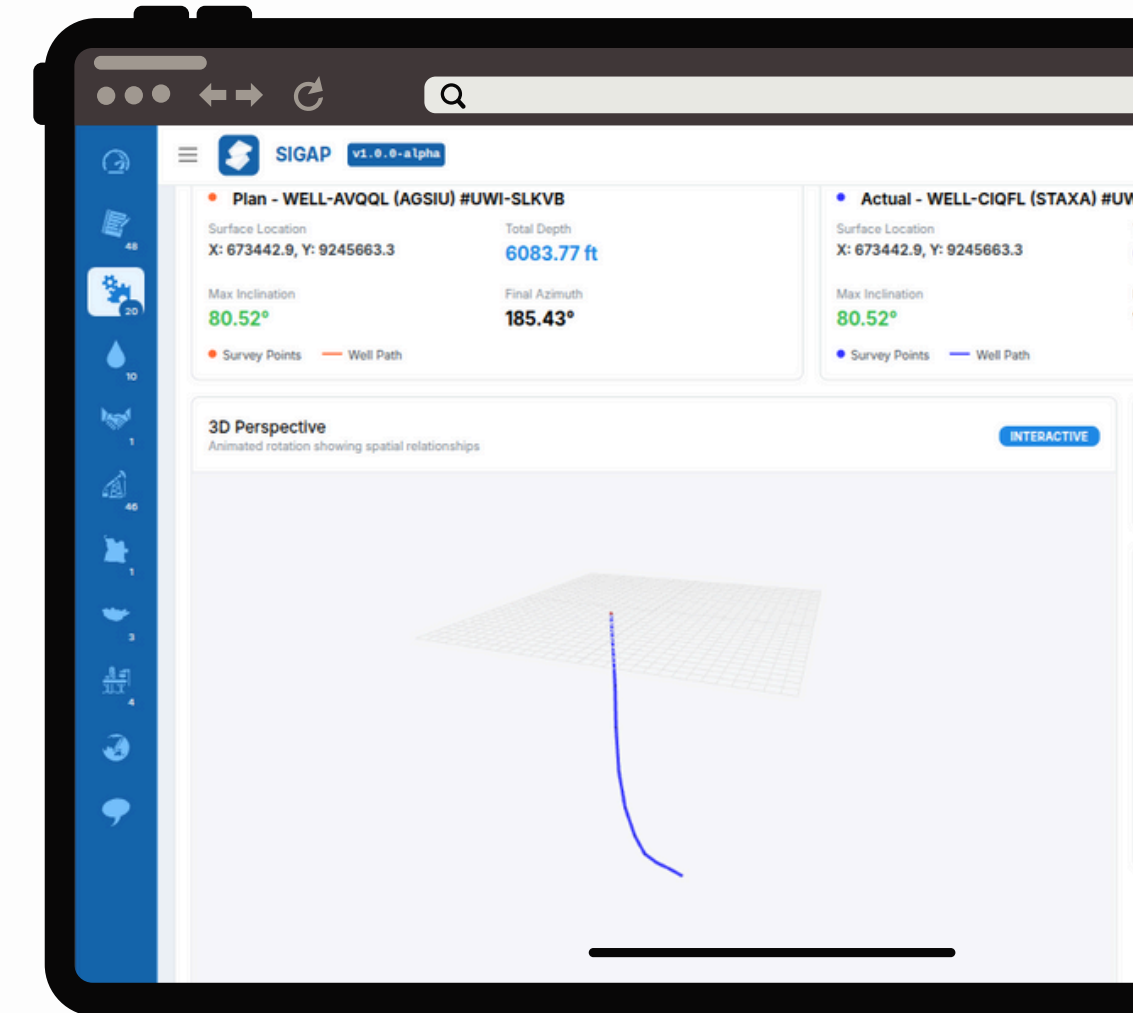 SIGAP v1.0.0-alpha
Plan - WELL-AVQQL (AGSIU) #UWI-SLKVB
Surface Location
X: 673442.9, Y: 9245663.3
Total Depth
6083.77 ft
Max Inclination
80.52°
Final Azimuth
185.43°
Survey Points
Well Path
Actual - WELL-CIQFL (STAXA) #UW
Surface Location
X: 673442.9, Y: 9245663.3
Max Inclination
80.52°
Survey Points
Well Path
3D Perspective
Animated rotation showing spatial relationships
INTERACTIVE
48
20
10
1
46
1
3
4